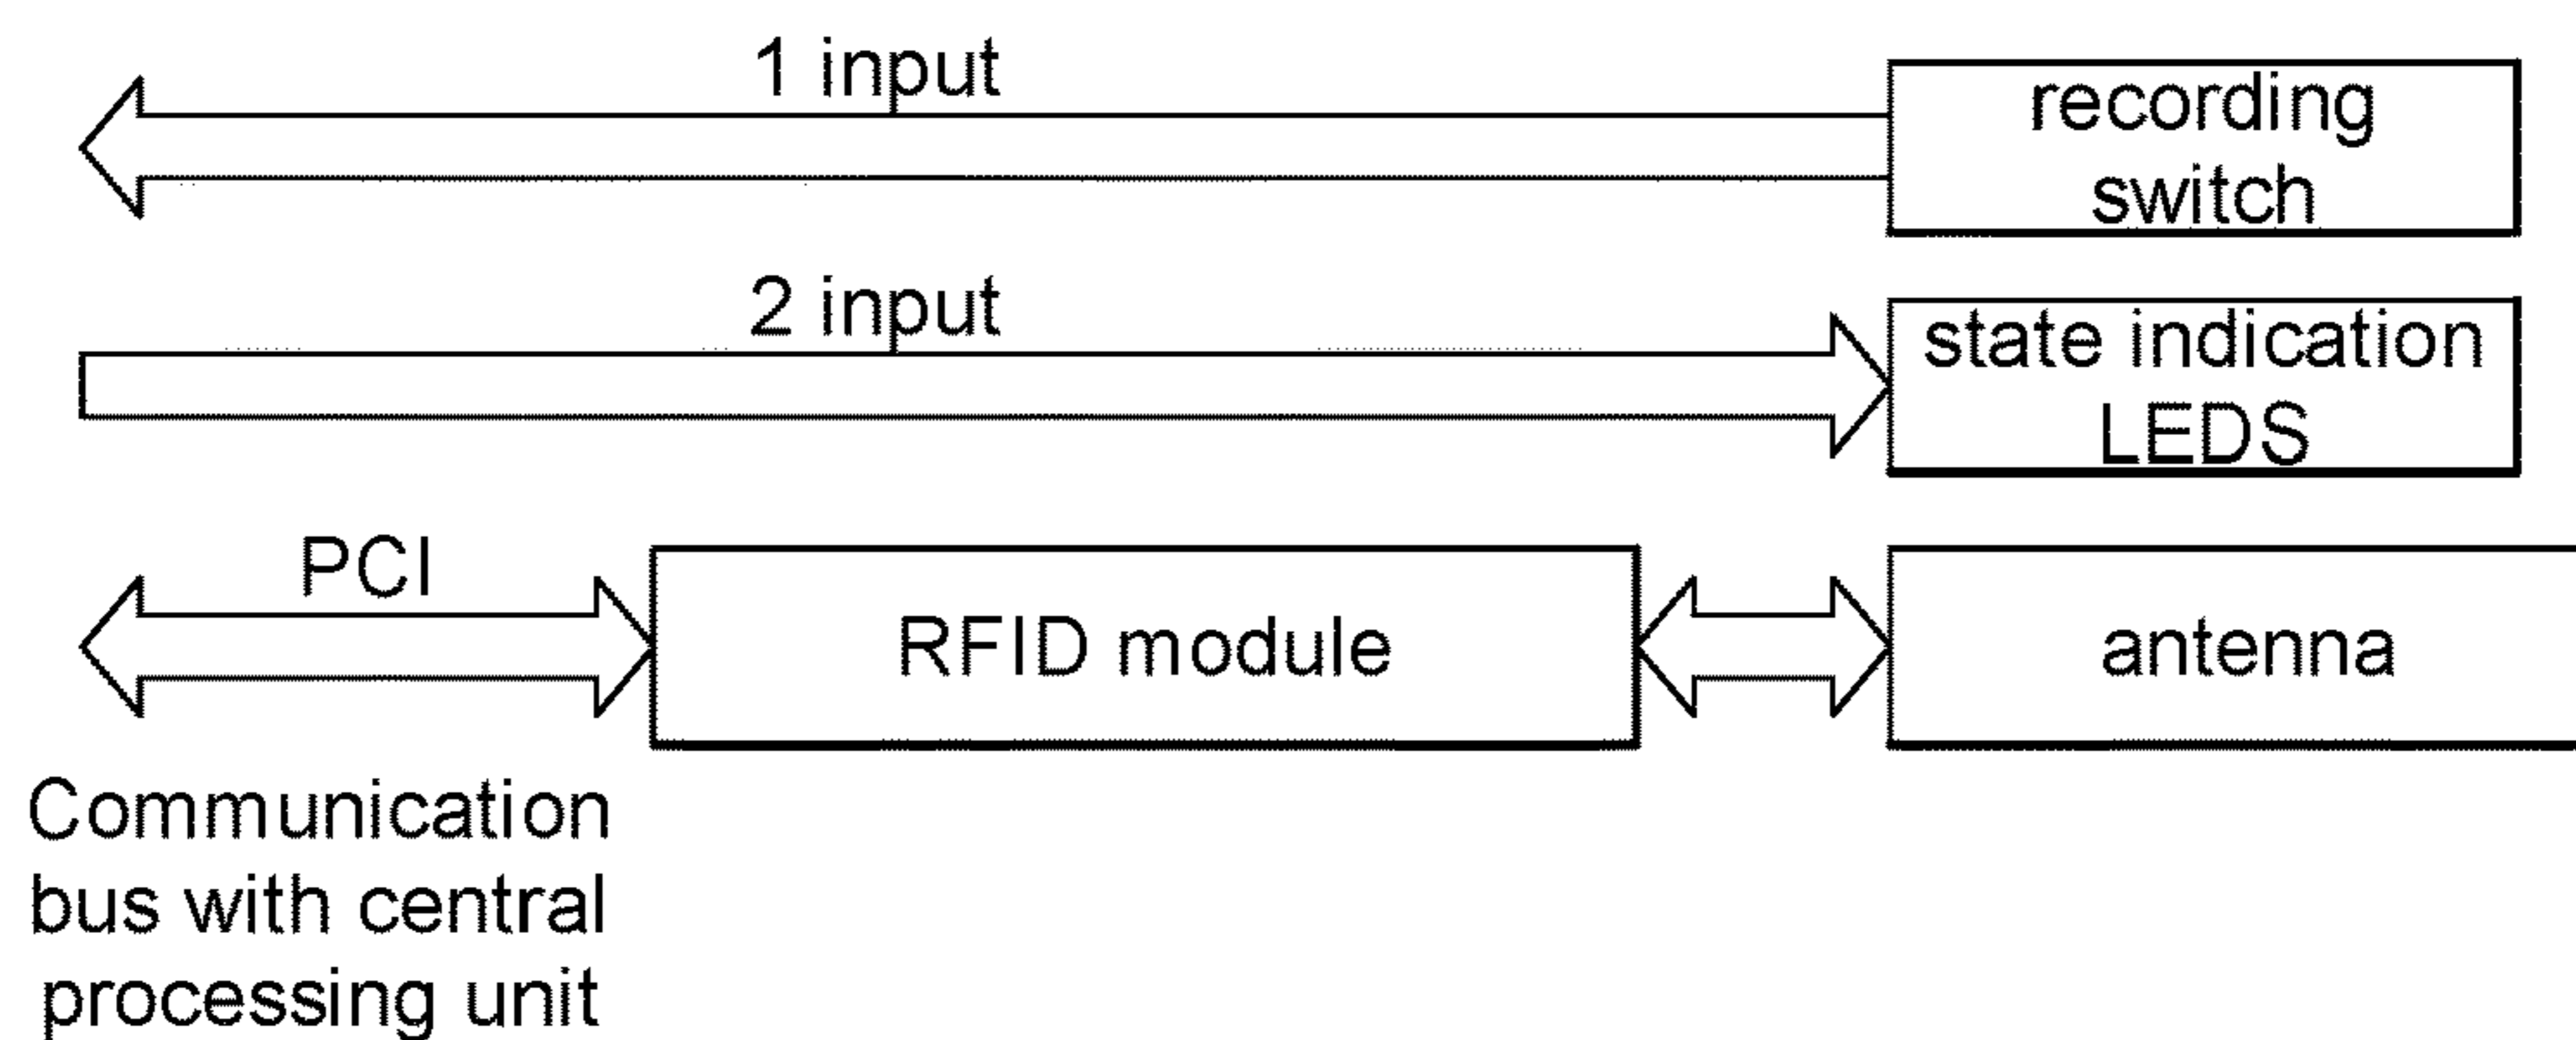 1 input
recording
switch
2 input
state indication
LEDS
PCI
RFID module
antenna
Communication
bus with central
processing unit